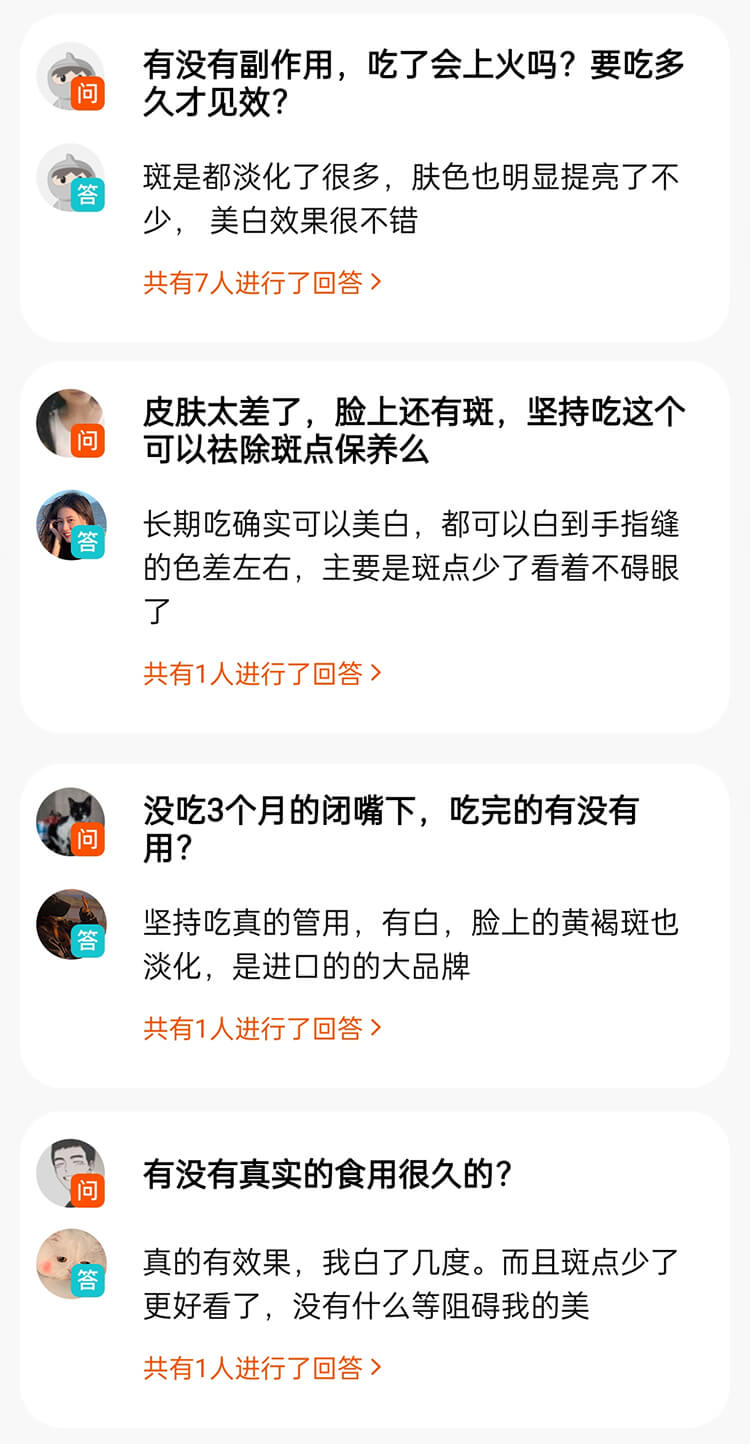 问
有没有副作用，吃了会上火吗？要吃多
久才见效？
答
斑是都淡化了很多，肤色也明显提亮了不
少， 美白效果很不错
共有7人进行了回答
问
皮肤太差了，脸上还有斑，坚持吃这个
可以祛除斑点保养么
答
长期吃确实可以美白，都可以白到手指缝
的色差左右，主要是斑点少了看着不碍眼
了
共有1人进行了回答
问
没吃3个月的闭嘴下，吃完的有没有
用？
答
坚持吃真的管用，有白，脸上的黄褐斑也
淡化，是进口的的大品牌
共有1人进行了回答
问
有没有真实的食用很久的？
答
真的有效果，我白了几度。而且斑点少了
更好看了，没有什么等阻碍我的美
共有1人进行了回答